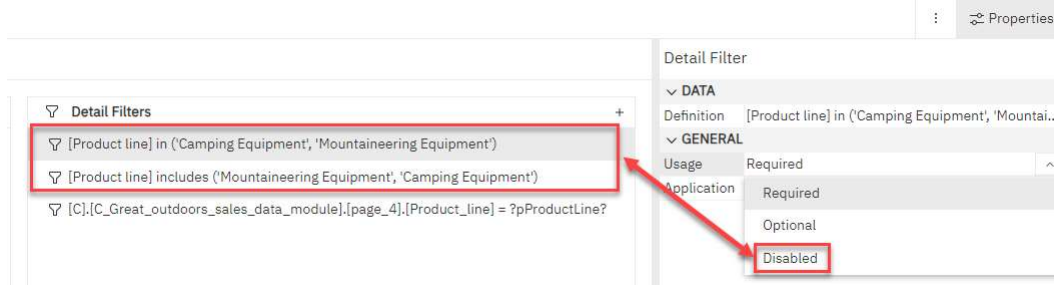 Properties
Detail Filter
DATA
Detail Filters
+
Definition [Product line] in ('Camping Equipment', 'Mountai...
[Product line] in ('Camping Equipment', 'Mountaineering Equipment')
GENERAL
Usage Required
[Product line] includes ('Mountaineering Equipment', 'Camping Equipment')
Application
Required
[C].[C_Great_outdoors_sales_data_module].[page_4].[Product_line] = ?pProductLine?
Optional
Disabled